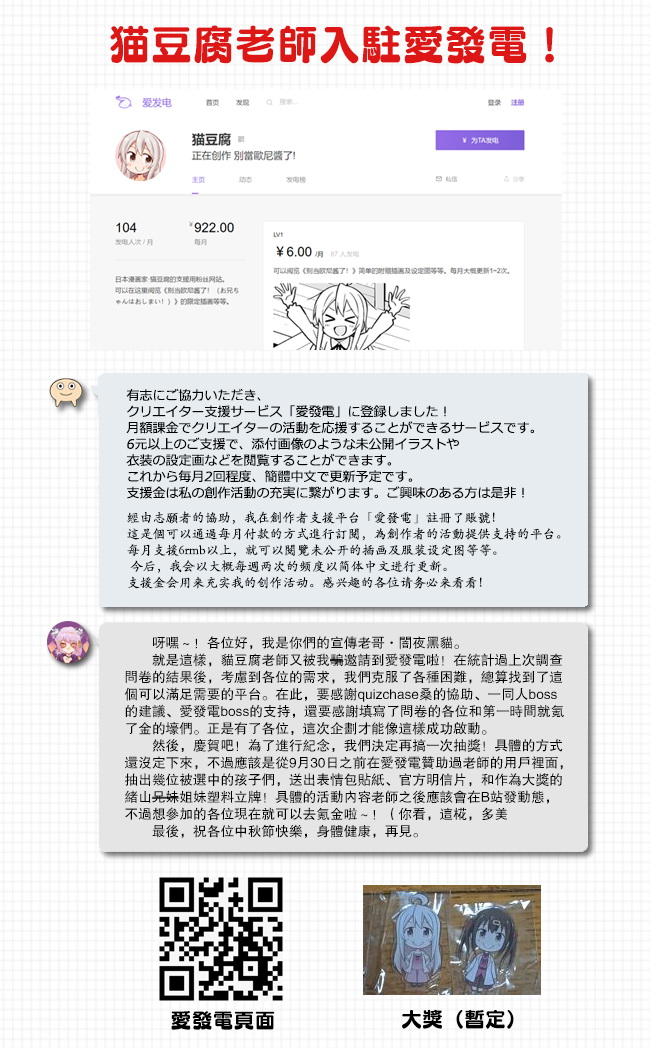 猫豆腐老師入駐愛發電！
爱发电
首页
发现
搜索...
登录
注册
猫豆腐
正在创作 別當歐尼醬了!
¥ 为TA发电
主页
动态
发电榜
私信
104
发电人次 / 月
¥922.00
每月
日本漫画家·猫豆腐的支援用粉丝网站。
可以在这里阅览《别当欧尼酱了！（お兄ち
ゃんはおしまい！）》的限定插画等等。
LV1
¥ 6.00 /月 87 人发电
可以阅览《别当欧尼酱了！》简单的附赠插画及设定图等等。每月大概更新1~2次。
有志にご協力いただき、
クリエイター支援サービス「愛發電」に登録しました！
月額課金でクリエイターの活動を応援することができるサービスです。
6元以上のご支援で、添付画像のような未公開イラストや
衣装の設定画などを閲覧することができます。
これから毎月2回程度、簡體中文で更新予定です。
支援金は私の創作活動の充実に繋がります。ご興味のある方は是非！
經由志願者的協助，我在創作者支援平台「愛發電」註冊了賬號!
這是個可以通過每月付款的方式進行訂閱，為創作者的活動提供支持的平台。
每月支援6rmb以上，就可以閱覽未公开的插画及服装设定图等等。
今后，我会以大概每週两次的频度以简体中文进行更新。
支援金会用来充实我的创作活动。感兴趣的各位请务必来看看!
呀嘿～！各位好，我是你們的宣傳老哥・闇夜黑貓。
就是這樣，貓豆腐老師又被我騙邀請到愛發電啦！在統計過上次調查
問卷的結果後，考慮到各位的需求，我們克服了各種困難，總算找到了這
個可以滿足需要的平台。在此，要感謝quizchase桑的協助、一同人boss
的建議、愛發電boss的支持，還要感謝填寫了問卷的各位和第一時間就氪
了金的壕們。正是有了各位，這次企劃才能像這樣成功啟動。
然後，慶賀吧！為了進行紀念，我們決定再搞一次抽獎！具體的方式
還沒定下來，不過應該是從9月30日之前在愛發電贊助過老師的用戶裡面，
抽出幾位被選中的孩子們，送出表情包貼紙、官方明信片，和作為大獎的
緒山兄妹姐妹塑料立牌！具體的活動內容老師之後應該會在B站發動態，
不過想參加的各位現在就可以去氪金啦～！（你看，這椛，多美
最後，祝各位中秋節快樂，身體健康，再見。
愛發電頁面
大獎（暫定）